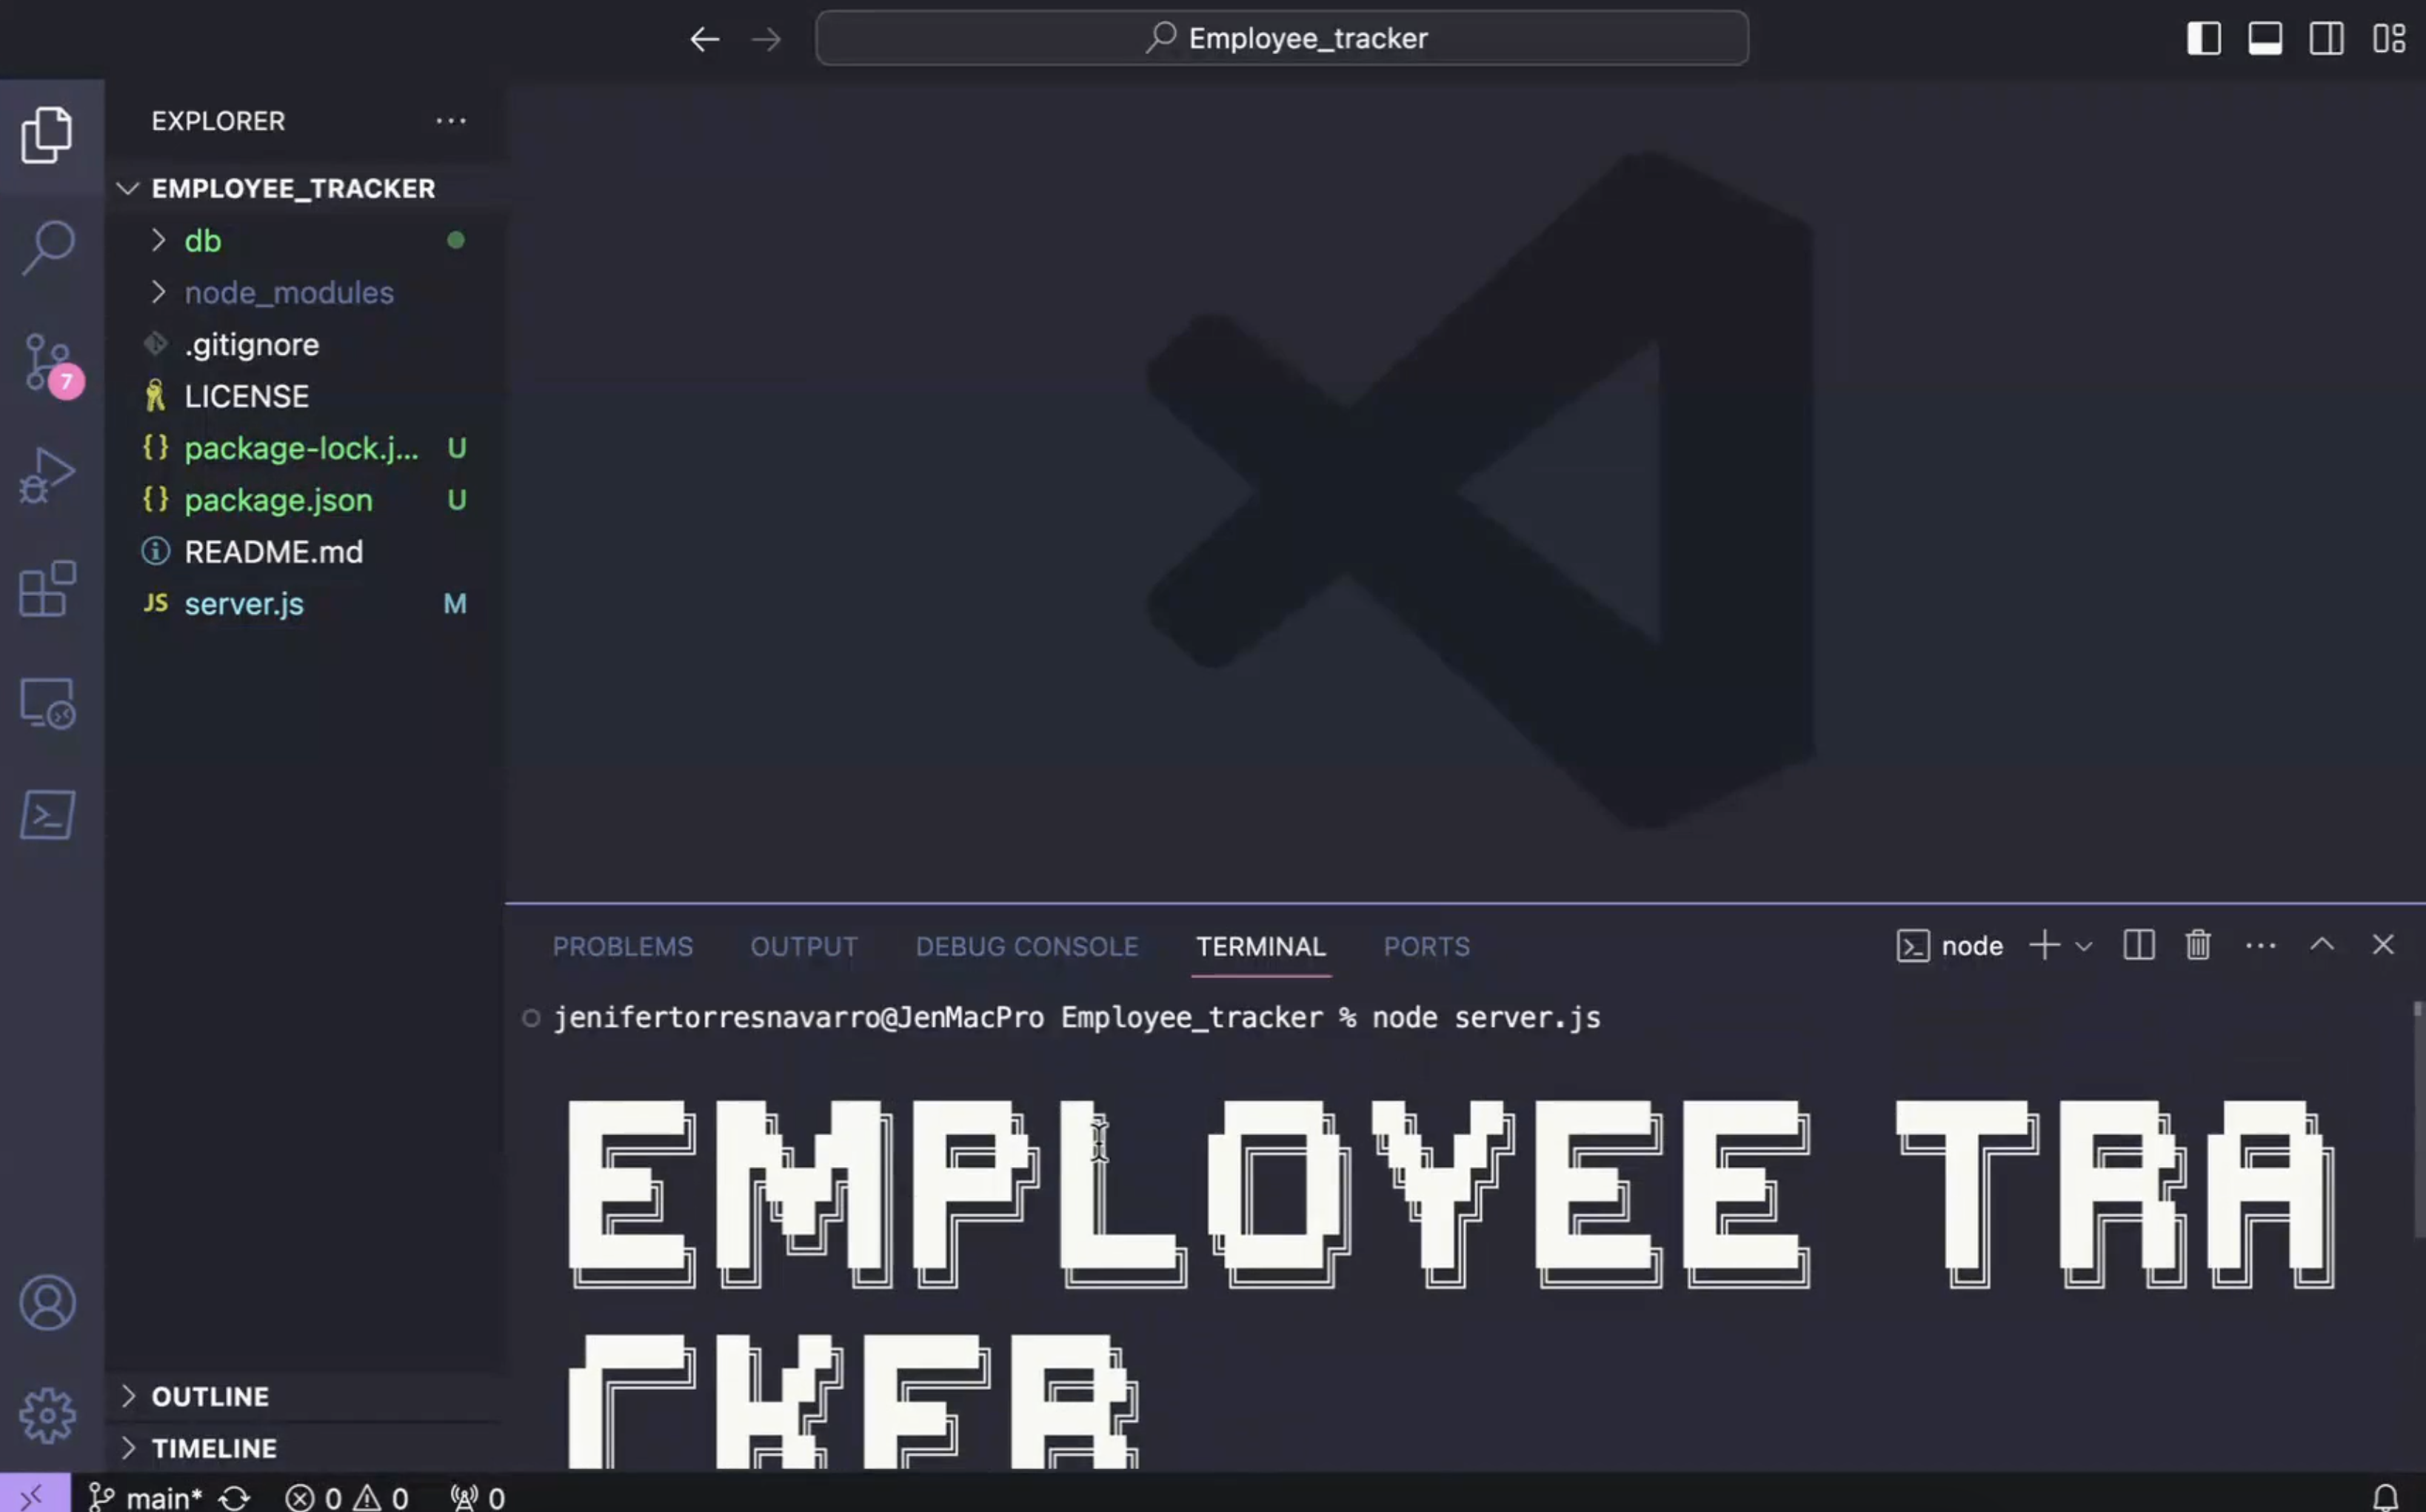 Employee_tracker
EXPLORER
EMPLOYEE_TRACKER
db
node_modules
.gitignore
LICENSE
7
{} package-lock.j... U
{} package.json U
README.md
JS server.js M
PROBLEMS OUTPUT DEBUG CONSOLE TERMINAL PORTS
node
jenifertorresnavarro@JenMacPro Employee_tracker % node server.js
EMPLOYEE TRA
CKER
OUTLINE
TIMELINE
main* 0 0 0